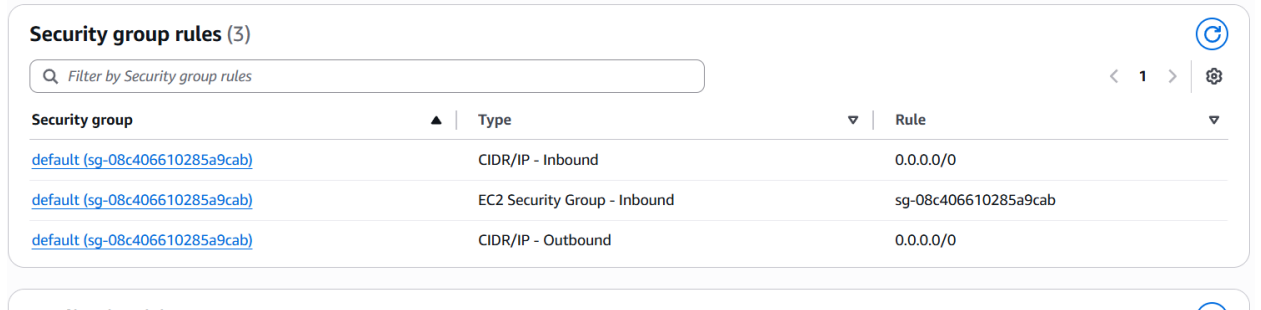 Security group rules (3)
Filter by Security group rules
1
Security group Type Rule
default (sg-08c406610285a9cab) CIDR/IP - Inbound 0.0.0.0/0
default (sg-08c406610285a9cab) EC2 Security Group - Inbound sg-08c406610285a9cab
default (sg-08c406610285a9cab) CIDR/IP - Outbound 0.0.0.0/0